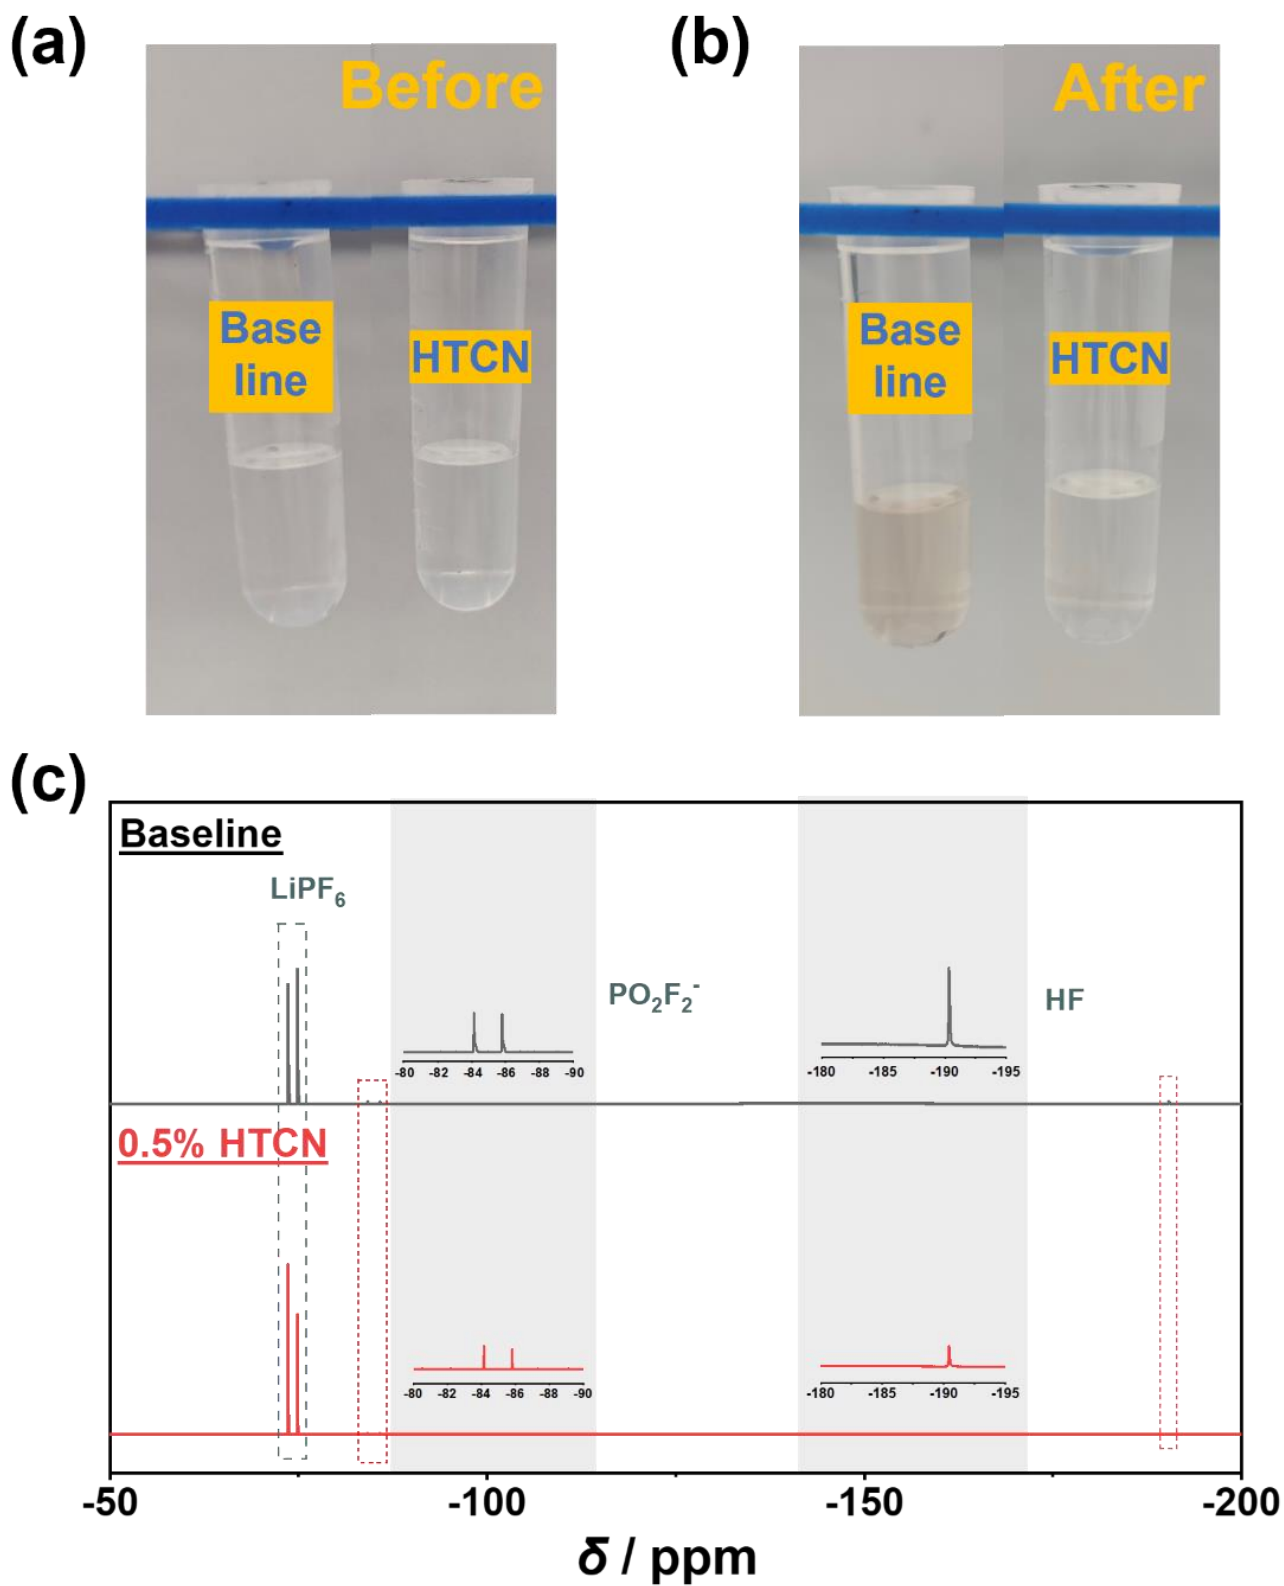 (a)
Before
Base
line
HTCN
(b)
After
Base
line
HTCN
(c)
Baseline
LiPF₆
PO₂F₂⁻
HF
-80 -82 -84 -86 -88 -90
-180 -185 -190 -195
0.5% HTCN
-80 -82 -84 -86 -88 -90
-180 -185 -190 -195
-50 -100 -150 -200
δ / ppm